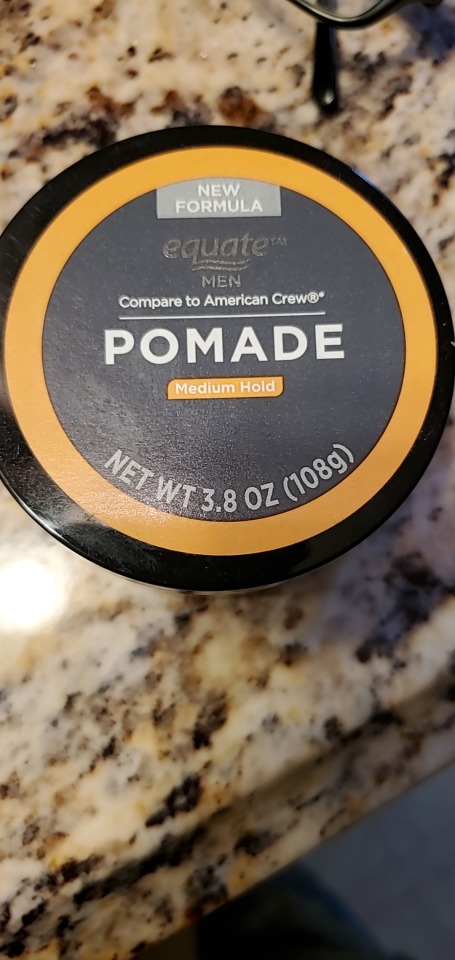 NEW
FORMULA
equate™
MEN
Compare to American Crew®*
POMADE
Medium Hold
NET WT 3.8 OZ (108g)